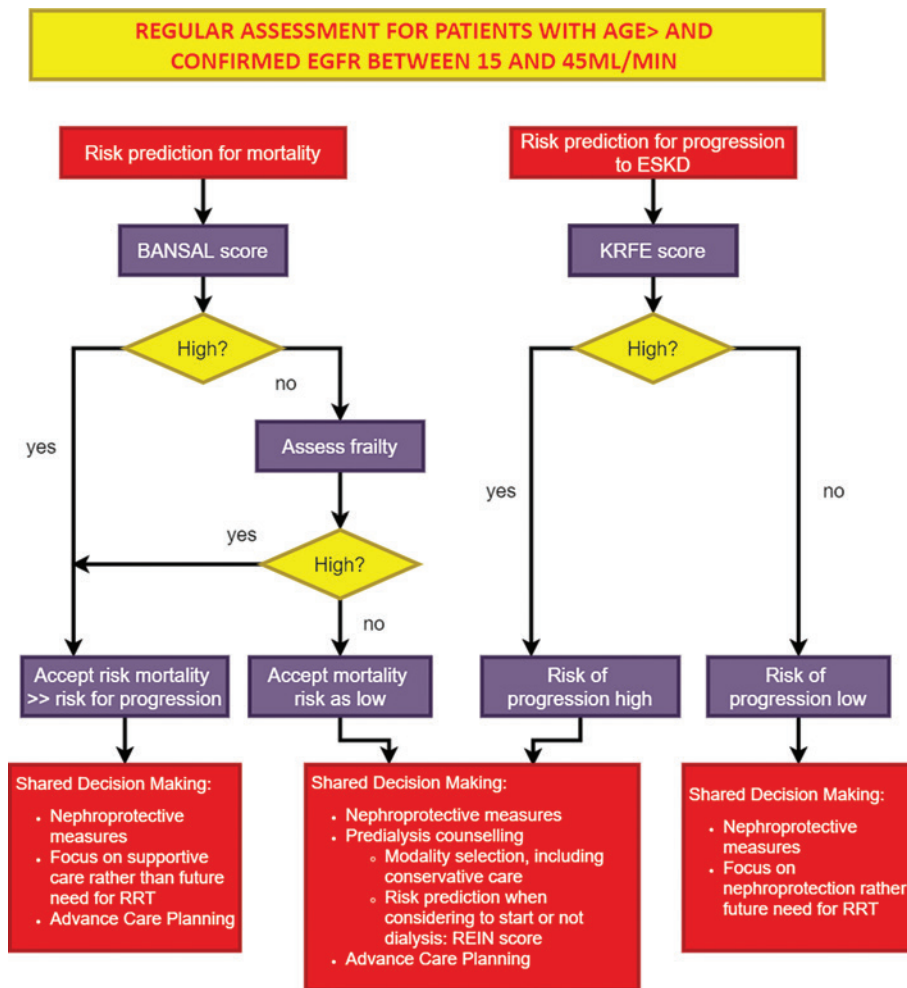 REGULAR ASSESSMENT FOR PATIENTS WITH AGE> AND
CONFIRMED EGFR BETWEEN 15 AND 45ML/MIN
Risk prediction for mortality
Risk prediction for progression
to ESKD
BANSAL score
KRFE score
High?
High?
no
Assess frailty
yes
yes
no
yes
High?
no
Accept risk mortality
>> risk for progression
Accept mortality
risk as low
Risk of
progression high
Risk of
progression low
Shared Decision Making:
• Nephroprotective
measures
• Focus on supportive
care rather than future
need for RRT
• Advance Care Planning
Shared Decision Making:
• Nephroprotective measures
• Predialysis counselling
○ Modality selection, including
conservative care
○ Risk prediction when
considering to start or not
dialysis: REIN score
• Advance Care Planning
Shared Decision Making:
• Nephroprotective
measures
• Focus on
nephroprotection rather
future need for RRT